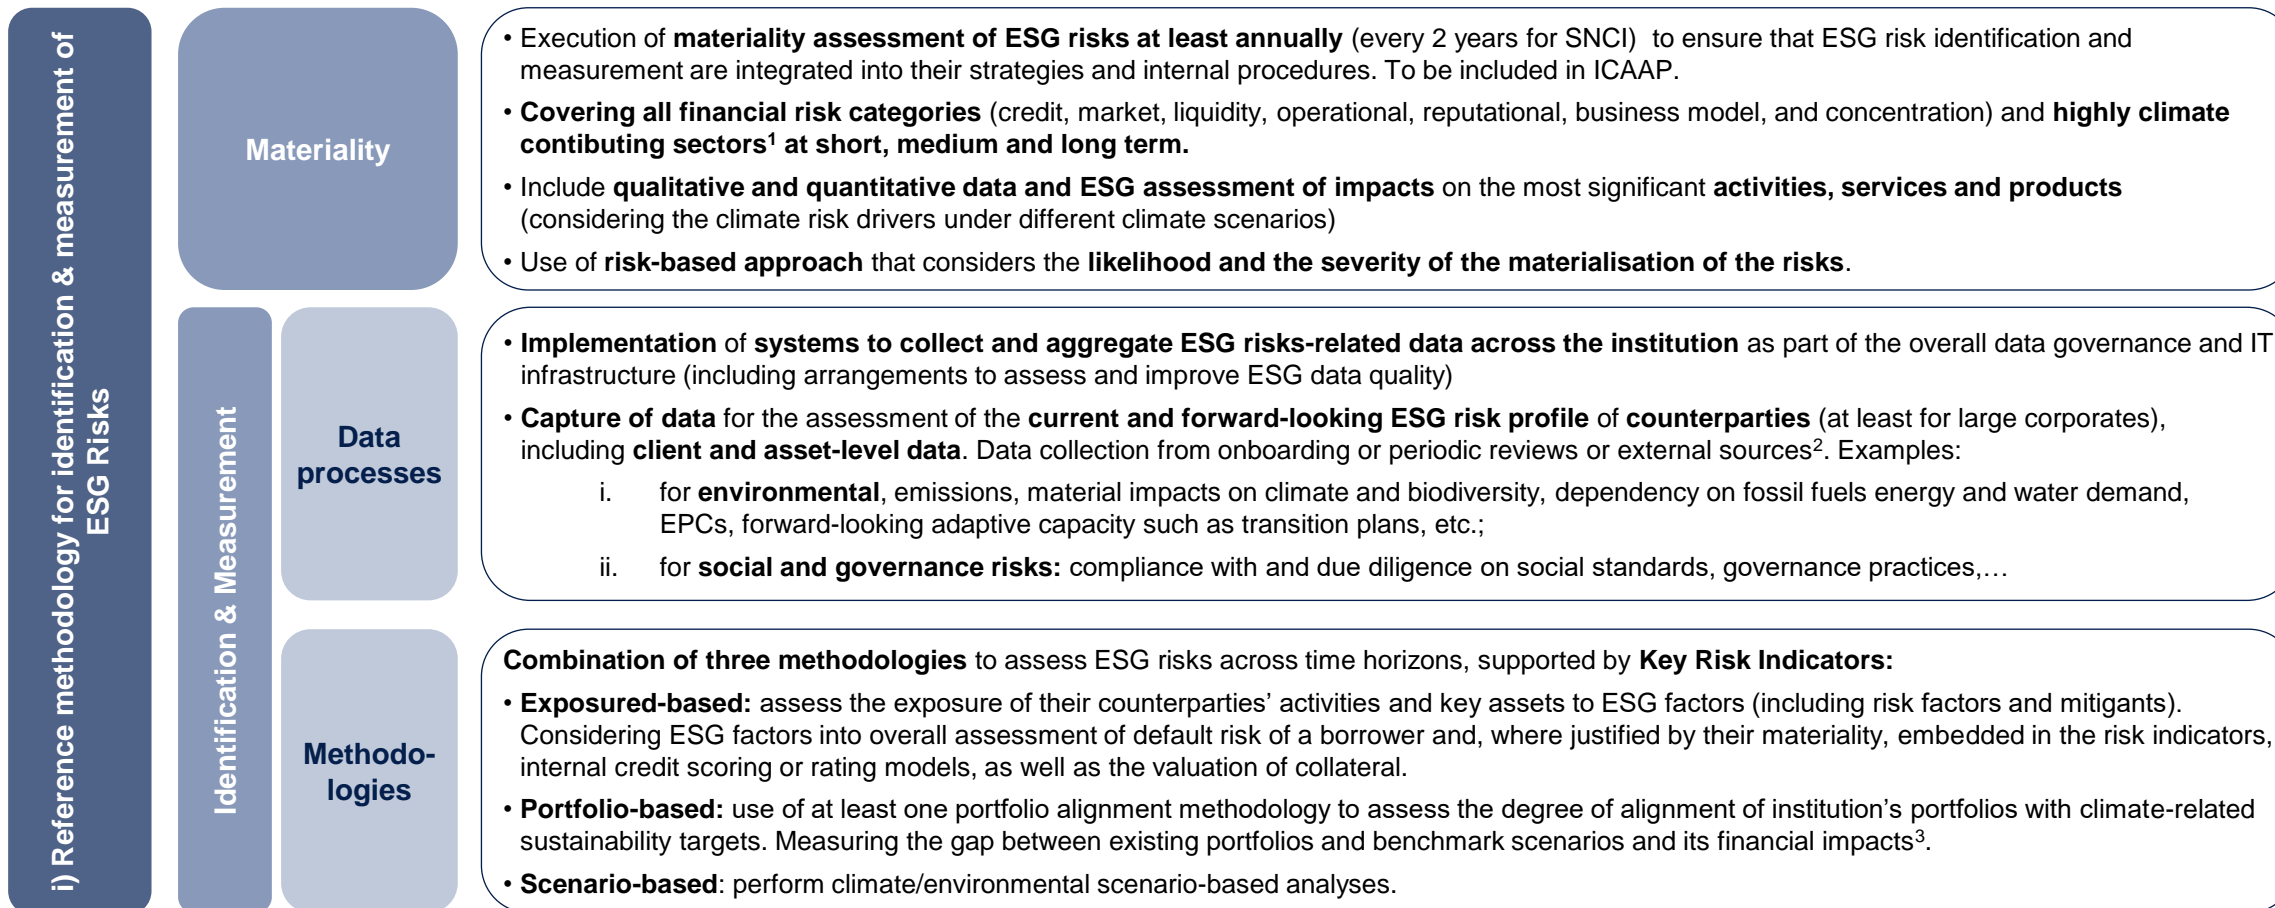 i) Reference methodology for identification & measurement of
ESG Risks
Materiality
• Execution of materiality assessment of ESG risks at least annually (every 2 years for SNCI) to ensure that ESG risk identification and
measurement are integrated into their strategies and internal procedures. To be included in ICAAP.
• Covering all financial risk categories (credit, market, liquidity, operational, reputational, business model, and concentration) and highly climate
contibuting sectors¹ at short, medium and long term.
• Include qualitative and quantitative data and ESG assessment of impacts on the most significant activities, services and products
(considering the climate risk drivers under different climate scenarios)
• Use of risk-based approach that considers the likelihood and the severity of the materialisation of the risks.
Identification & Measurement
Data
processes
• Implementation of systems to collect and aggregate ESG risks-related data across the institution as part of the overall data governance and IT
infrastructure (including arrangements to assess and improve ESG data quality)
• Capture of data for the assessment of the current and forward-looking ESG risk profile of counterparties (at least for large corporates),
including client and asset-level data. Data collection from onboarding or periodic reviews or external sources². Examples:
i. for environmental, emissions, material impacts on climate and biodiversity, dependency on fossil fuels energy and water demand,
EPCs, forward-looking adaptive capacity such as transition plans, etc.;
ii. for social and governance risks: compliance with and due diligence on social standards, governance practices,…
Methodo-
logies
Combination of three methodologies to assess ESG risks across time horizons, supported by Key Risk Indicators:
• Exposured-based: assess the exposure of their counterparties’ activities and key assets to ESG factors (including risk factors and mitigants).
Considering ESG factors into overall assessment of default risk of a borrower and, where justified by their materiality, embedded in the risk indicators,
internal credit scoring or rating models, as well as the valuation of collateral.
• Portfolio-based: use of at least one portfolio alignment methodology to assess the degree of alignment of institution’s portfolios with climate-related
sustainability targets. Measuring the gap between existing portfolios and benchmark scenarios and its financial impacts³.
• Scenario-based: perform climate/environmental scenario-based analyses.